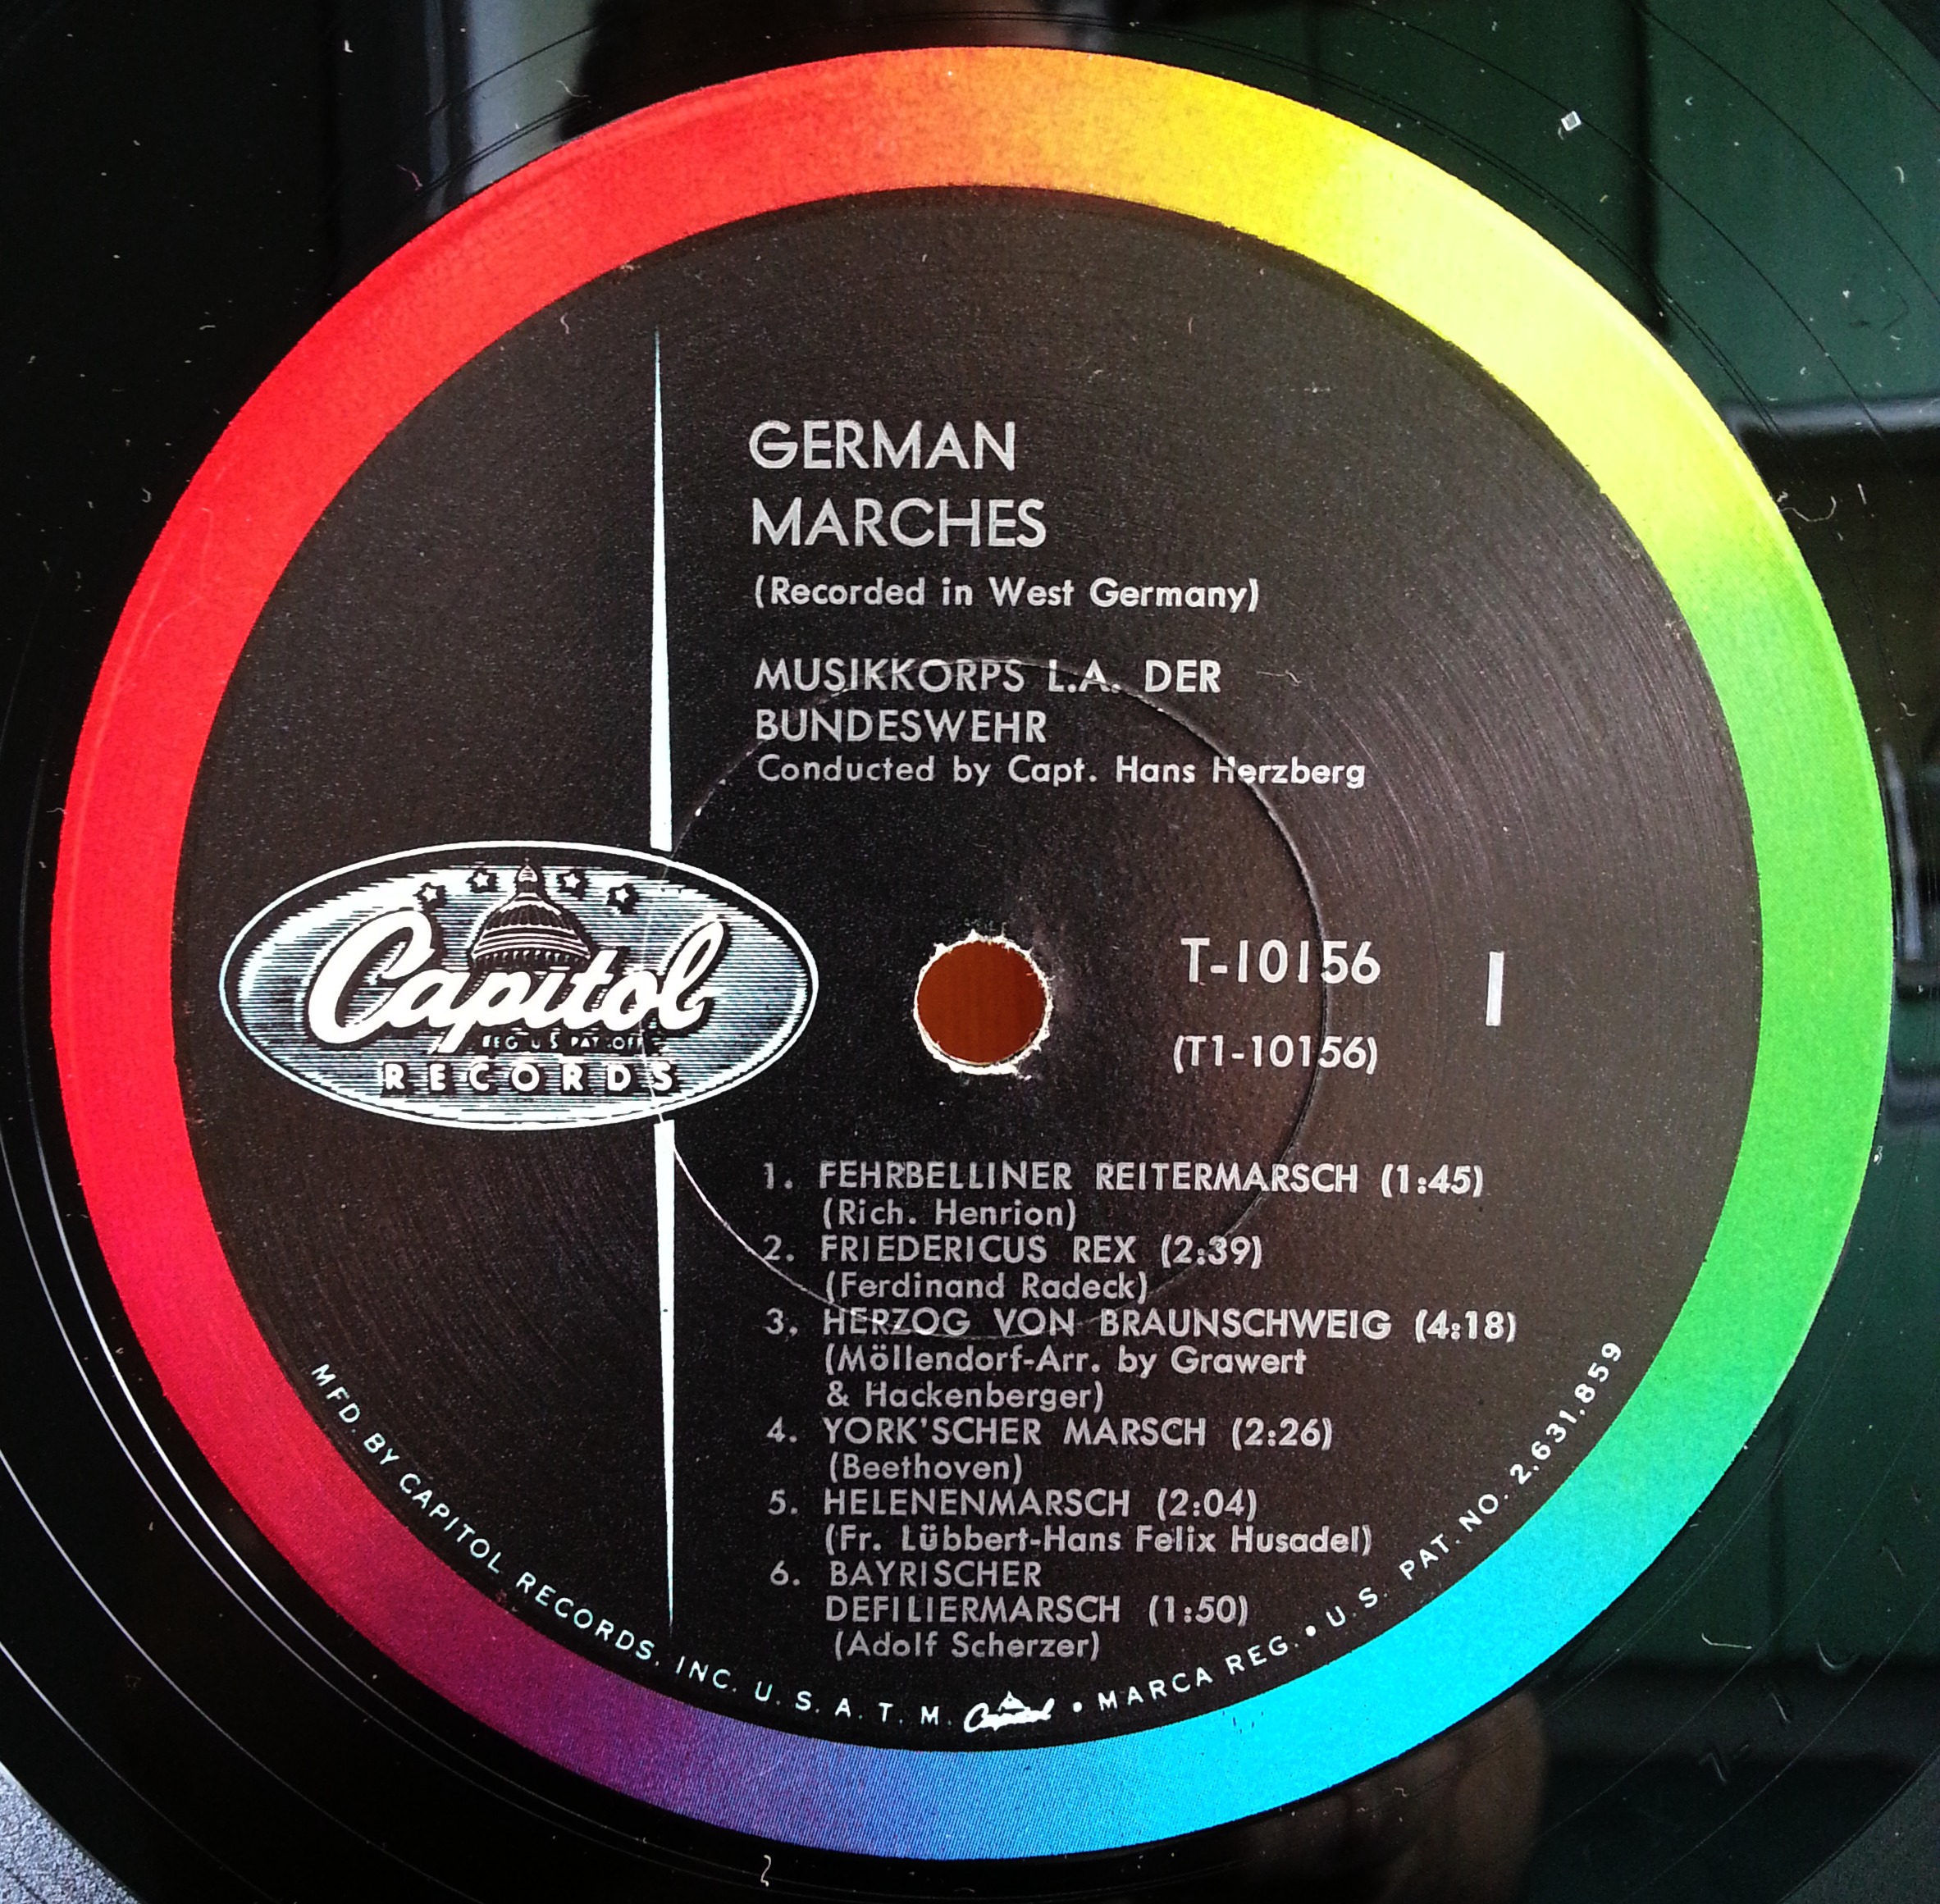 GERMAN
MARCHES
(Recorded in West Germany)
MUSIKKORPS L.A. DER
BUNDESWEHR
Conducted by Capt. Hans Herzberg
Capitol
REG U S PAT OFF
RECORDS
T-10156
1
(T1-10156)
1. FEHRBELLINER REITERMARSCH (1:45)
(Rich. Henrion)
2. FRIEDERICUS REX (2:39)
(Ferdinand Radeck)
3. HERZOG VON BRAUNSCHWEIG (4:18)
(Möllendorf-Arr. by Grawert
& Hackenberger)
4. YORK'SCHER MARSCH (2:26)
(Beethoven)
5. HELENENMARSCH (2:04)
(Fr. Lübbert-Hans Felix Husadel)
6. BAYRISCHER
DEFILIERMARSCH (1:50)
(Adolf Scherzer)
MFD. BY CAPITOL RECORDS, INC. U. S. A. T. M. Capitol • MARCA REG. • U. S. PAT. NO. 2,631,859